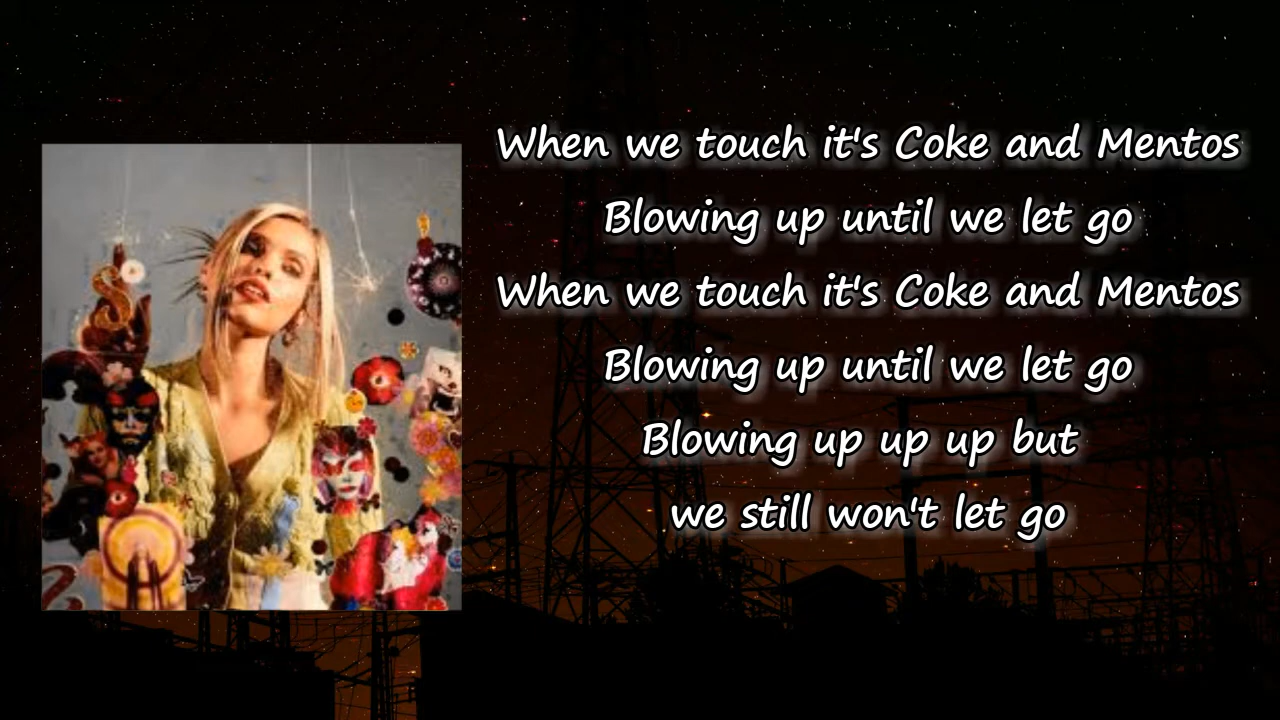 When we touch it's Coke and Mentos
Blowing up until we let go
When we touch it's Coke and Mentos
Blowing up until we let go
Blowing up up up but
we still won't let go